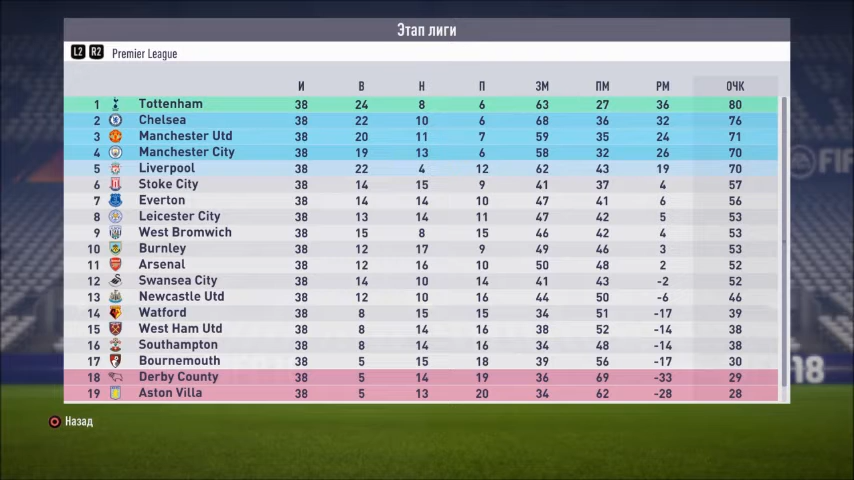 Этап лиги
L2 R2 Premier League
И В Н П ЗМ ПМ РМ ОЧК
1 Tottenham 38 24 8 6 63 27 36 80
2 Chelsea 38 22 10 6 68 36 32 76
3 Manchester Utd 38 20 11 7 59 35 24 71
4 Manchester City 38 19 13 6 58 32 26 70
5 Liverpool 38 22 4 12 62 43 19 70
6 Stoke City 38 14 15 9 41 37 4 57
7 Everton 38 14 14 10 47 41 6 56
8 Leicester City 38 13 14 11 47 42 5 53
9 West Bromwich 38 15 8 15 46 42 4 53
10 Burnley 38 12 17 9 49 46 3 53
11 Arsenal 38 12 16 10 50 48 2 52
12 Swansea City 38 14 10 14 41 43 -2 52
13 Newcastle Utd 38 12 10 16 44 50 -6 46
14 Watford 38 8 15 15 34 51 -17 39
15 West Ham Utd 38 8 14 16 38 52 -14 38
16 Southampton 38 8 14 16 34 48 -14 38
17 Bournemouth 38 5 15 18 39 56 -17 30
18 Derby County 38 5 14 19 36 69 -33 29
19 Aston Villa 38 5 13 20 34 62 -28 28
Назад
FIF
18